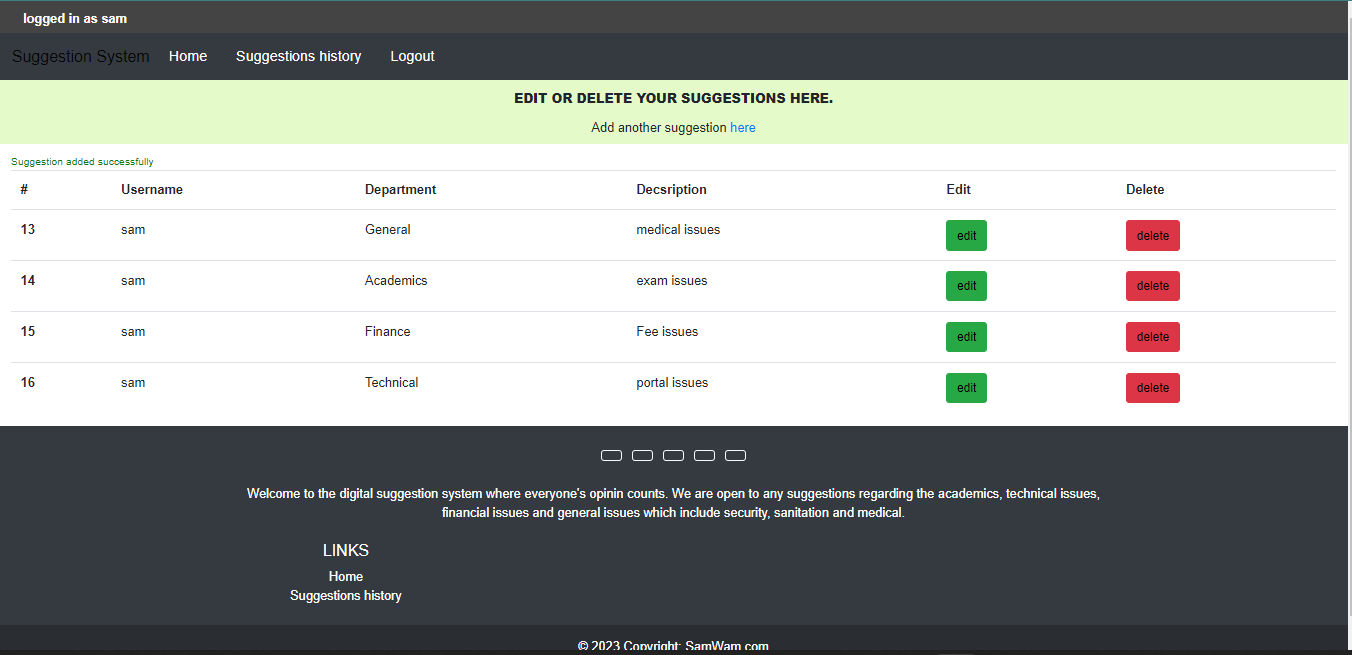 logged in as sam
Suggestion System Home Suggestions history Logout
EDIT OR DELETE YOUR SUGGESTIONS HERE.
Add another suggestion here
Suggestion added successfully
# Username Department Decsription Edit Delete
13 sam General medical issues edit delete
14 sam Academics exam issues edit delete
15 sam Finance Fee issues edit delete
16 sam Technical portal issues edit delete
Welcome to the digital suggestion system where everyone's opinin counts. We are open to any suggestions regarding the academics, technical issues,
financial issues and general issues which include security, sanitation and medical.
LINKS
Home
Suggestions history
© 2023 Copyright: SamWam.com